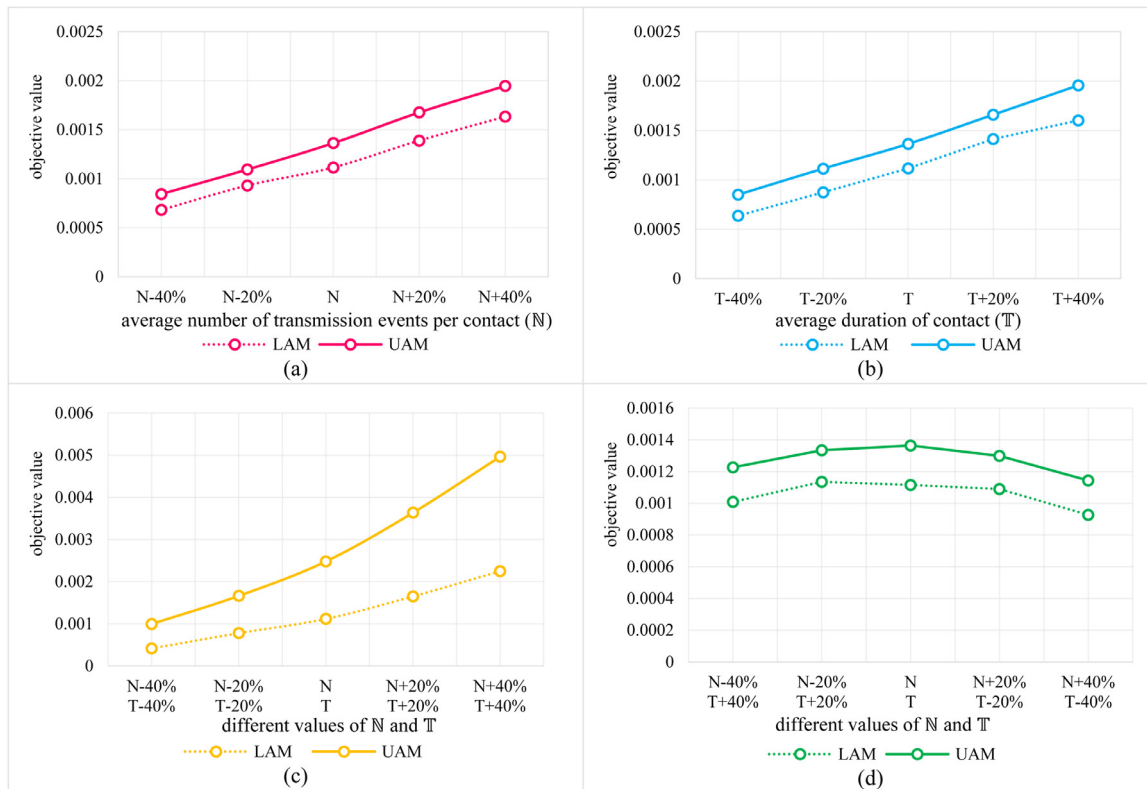 0.0025
0.002
0.0015
0.001
0.0005
0
objective value
N-40% N-20% N N+20% N+40%
average number of transmission events per contact (ℕ)
LAM UAM
(a)
0.0025
0.002
0.0015
0.001
0.0005
0
objective value
T-40% T-20% T T+20% T+40%
average duration of contact (𝕋)
LAM UAM
(b)
0.006
0.005
0.004
0.003
0.002
0.001
0
objective value
N-40% N-20% N N+20% N+40%
T-40% T-20% T T+20% T+40%
different values of ℕ and 𝕋
LAM UAM
(c)
0.0016
0.0014
0.0012
0.001
0.0008
0.0006
0.0004
0.0002
0
objective value
N-40% N-20% N N+20% N+40%
T+40% T+20% T T-20% T-40%
different values of ℕ and 𝕋
LAM UAM
(d)